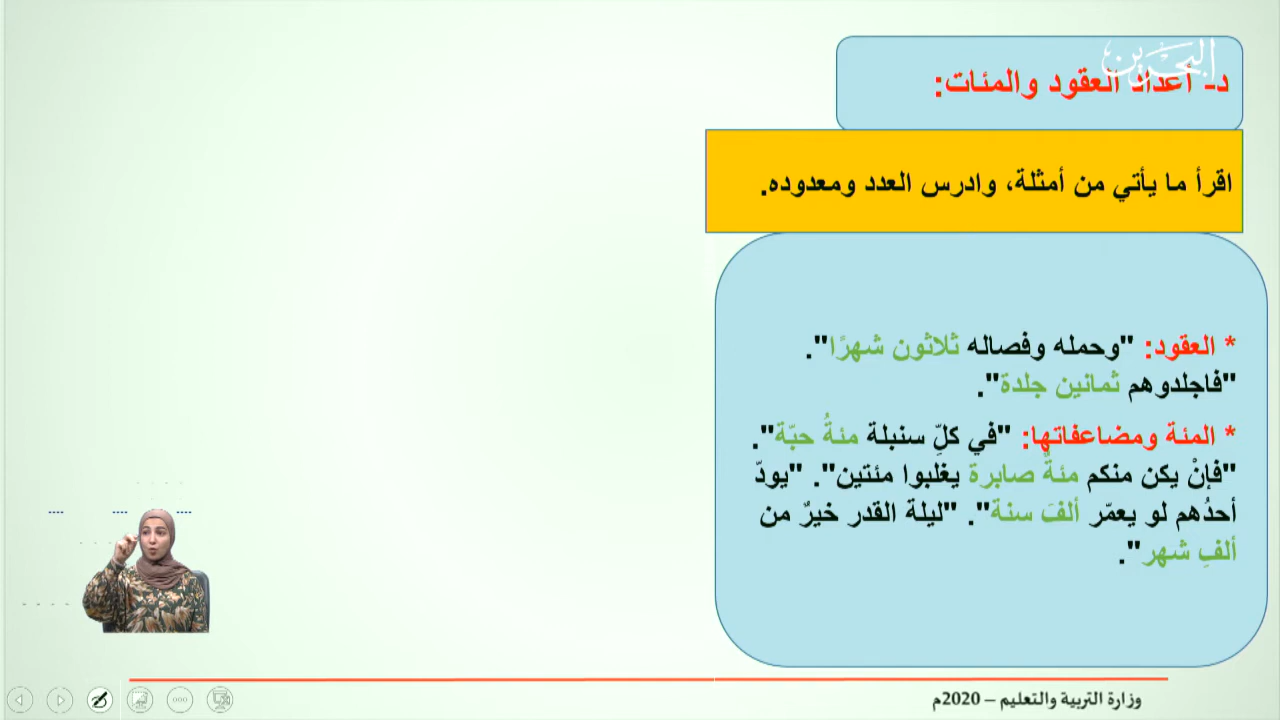 البحرين
د- أعداد العقود والمئات:
اقرأ ما يأتي من أمثلة، وادرس العدد ومعدوده.
* العقود: "وحمله وفصاله ثلاثون شهرًا".
"فاجلدوهم ثمانين جلدة".
* المئة ومضاعفاتها: "في كلِّ سنبلة مئةُ حبّة".
"فإنْ يكن منكم مئةٌ صابرة يغلبوا مئتين". "يودّ
أحدُهم لو يعمّر ألفَ سنة". "ليلة القدر خيرٌ من
ألفِ شهر".
وزارة التربية والتعليم – 2020م